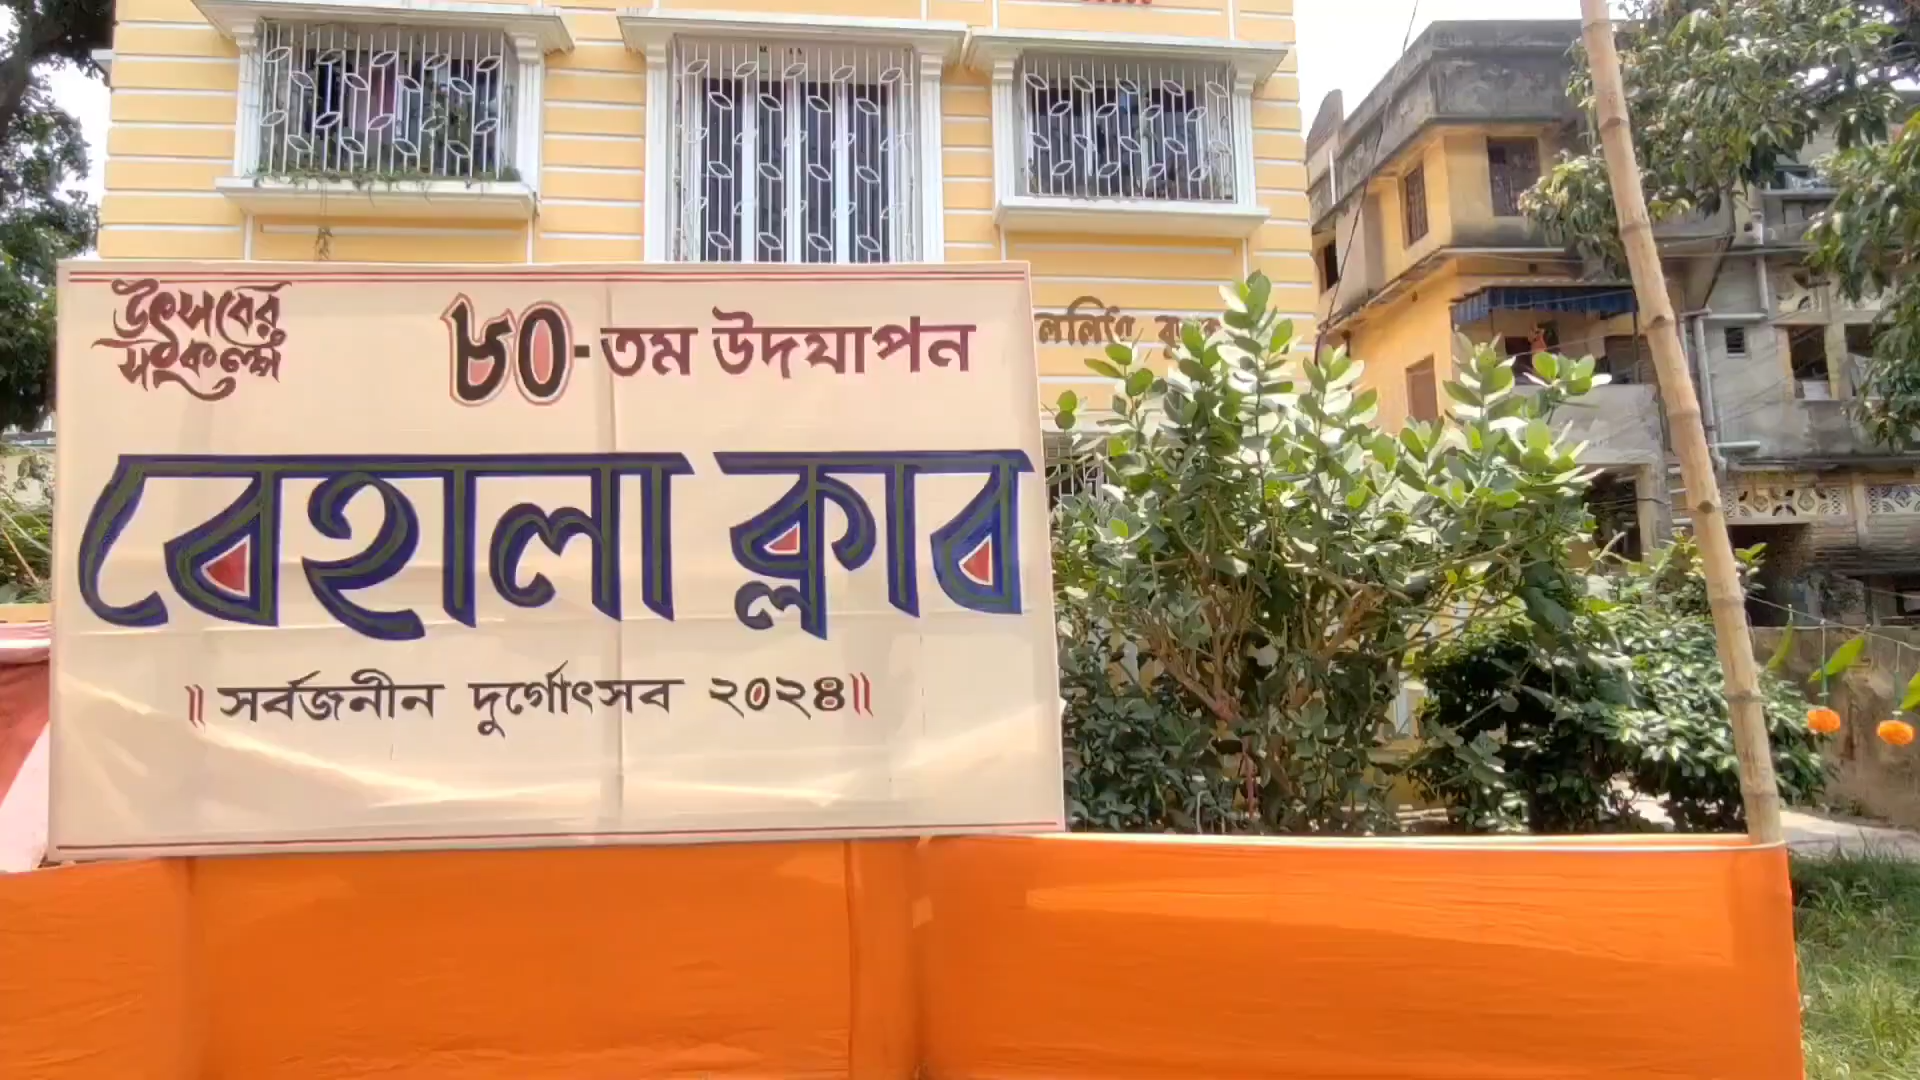 উৎসবের
সংকল্পে
৮০-তম উদযাপন
বেহালা ক্লাব
॥ সর্বজনীন দুর্গোৎসব ২০২৪॥